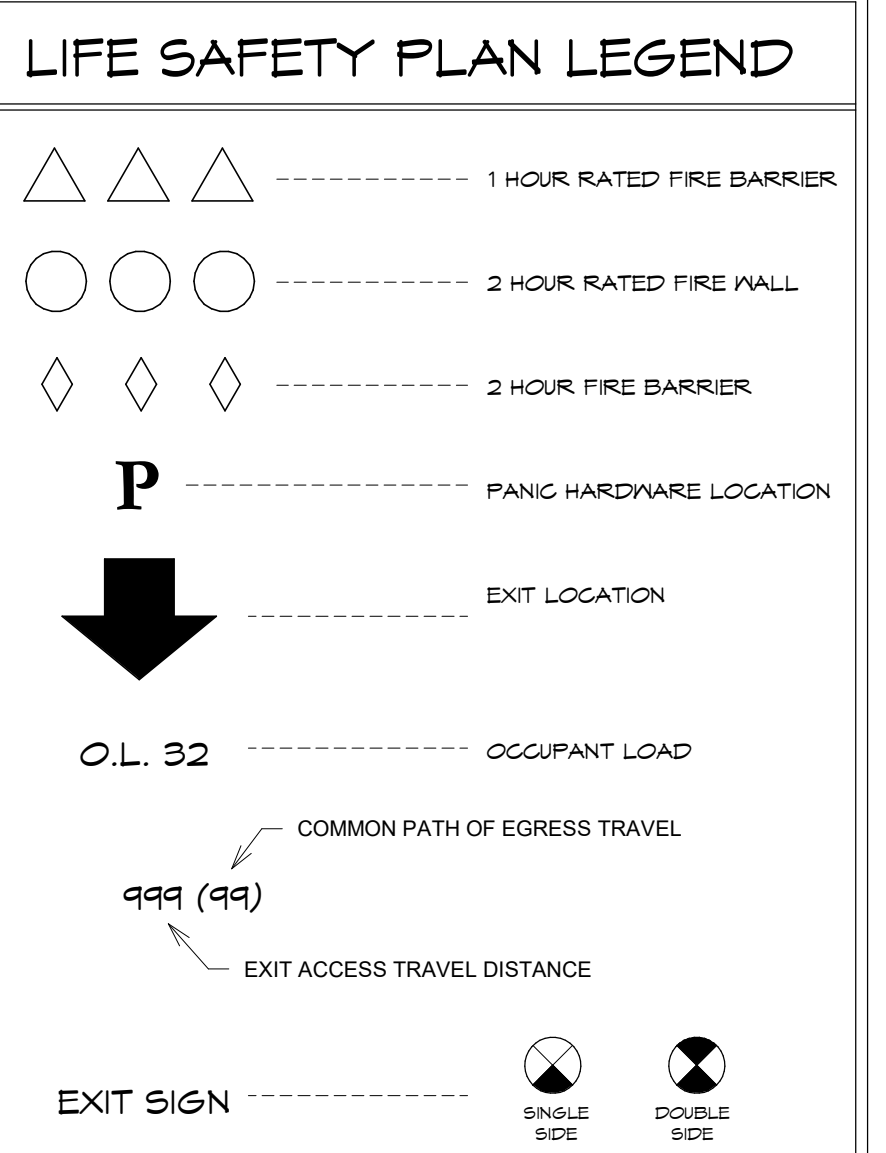 LIFE SAFETY PLAN LEGEND
1 HOUR RATED FIRE BARRIER
2 HOUR RATED FIRE WALL
2 HOUR FIRE BARRIER
P PANIC HARDWARE LOCATION
EXIT LOCATION
O.L. 32 OCCUPANT LOAD
COMMON PATH OF EGRESS TRAVEL
999 (99)
EXIT ACCESS TRAVEL DISTANCE
EXIT SIGN
SINGLE
SIDE
DOUBLE
SIDE